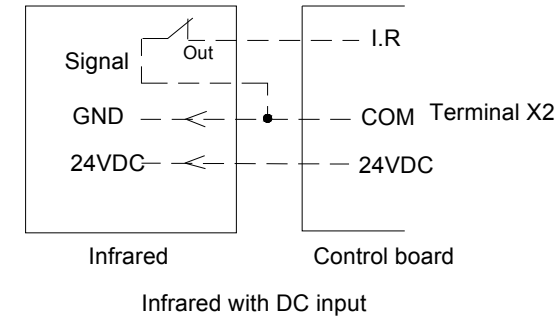 I.R
Out
Signal
GND
COM
Terminal X2
24VDC
24VDC
Infrared
Control board
Infrared with DC input